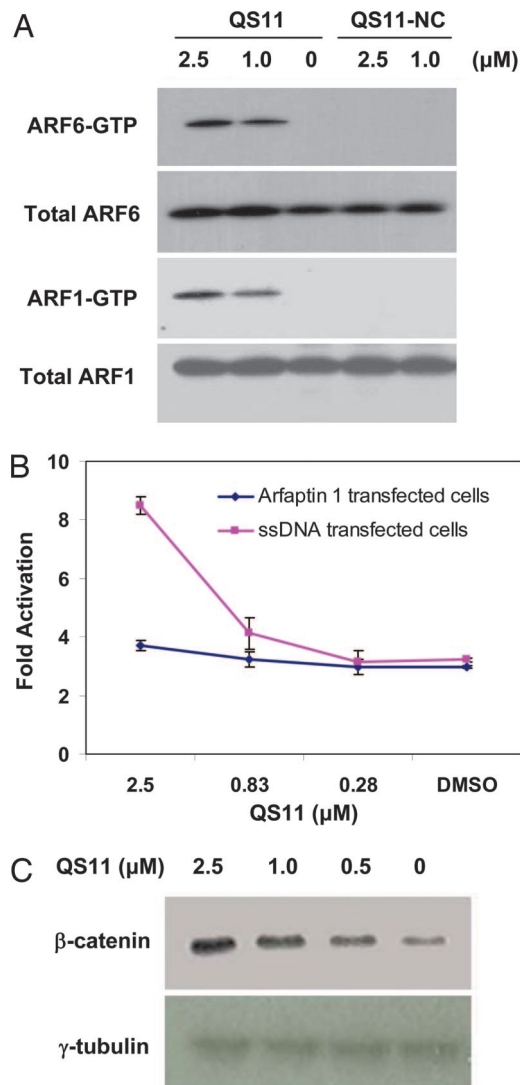 A
QS11 QS11-NC
2.5 1.0 0 2.5 1.0 (μM)
ARF6-GTP
Total ARF6
ARF1-GTP
Total ARF1
B
10
8
6
4
2
0
Fold Activation
Arfaptin 1 transfected cells
ssDNA transfected cells
2.5 0.83 0.28 DMSO
QS11 (μM)
C
QS11 (μM) 2.5 1.0 0.5 0
β-catenin
γ-tubulin